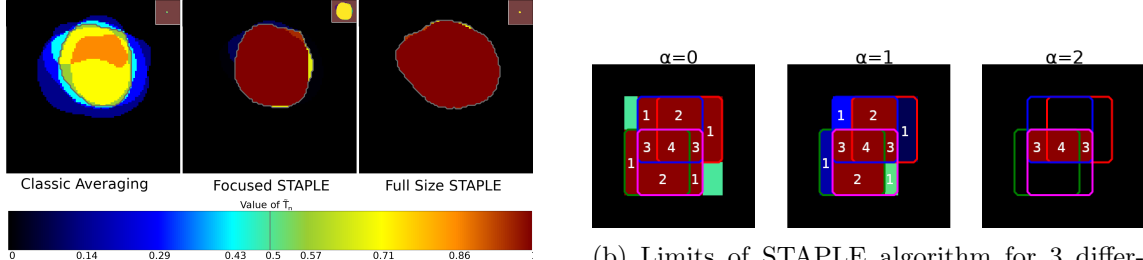 Classic Averaging Focused STAPLE Full Size STAPLE
Value of T̄ₙ
0 0.14 0.29 0.43 0.5 0.57 0.71 0.86
α=0 α=1 α=2
1 2 1
3 4 3
1 2 1
1 2 1
3 4 3
1 2 1
3 4 3
(b) Limits of STAPLE algorithm for 3 differ-